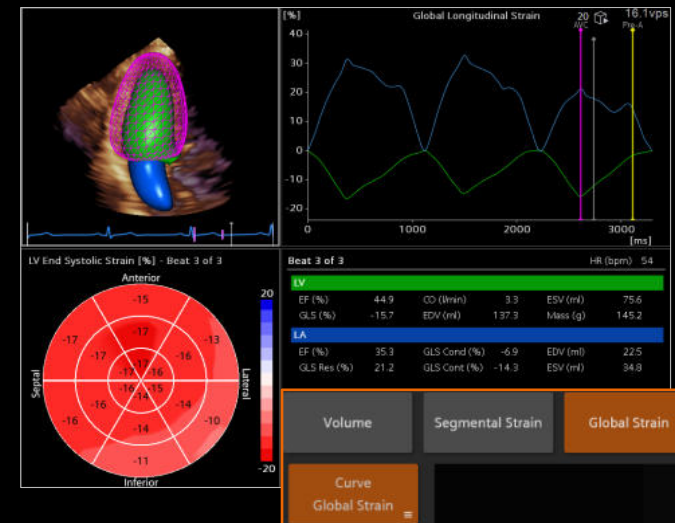 [%] Global Longitudinal Strain 20 16.1vps
AVC Pre-A
40
30
20
10
0
-10
-20
0 1000 2000 3000
[ms]
LV End Systolic Strain [%] - Beat 3 of 3
Anterior
20
-15
-17
-17 -13
-17 -16
-17
-16 -15
Septal Lateral
-16 -14
-14
-16 -10
-14
-11
-20
Inferior
Beat 3 of 3 HR (bpm) 54
LV
EF (%) 44.9 CO (l/min) 3.3 ESV (ml) 75.6
GLS (%) -15.7 EDV (ml) 137.3 Mass (g) 145.2
LA
EF (%) 35.3 GLS Cond (%) -6.9 EDV (ml) 22.5
GLS Res (%) 21.2 GLS Cont (%) -14.3 ESV (ml) 34.8
Volume Segmental Strain Global Strain
Curve
Global Strain